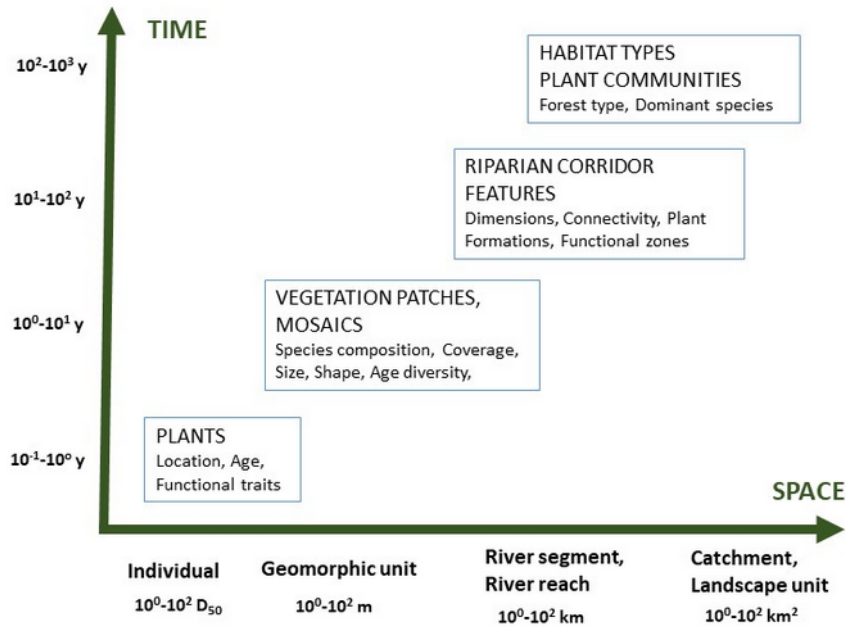 TIME
10²-10³ y
HABITAT TYPES
PLANT COMMUNITIES
Forest type, Dominant species
10¹-10² y
RIPARIAN CORRIDOR
FEATURES
Dimensions, Connectivity, Plant
Formations, Functional zones
10⁰-10¹ y
VEGETATION PATCHES,
MOSAICS
Species composition, Coverage,
Size, Shape, Age diversity,
10⁻¹-10⁰ y
PLANTS
Location, Age,
Functional traits
SPACE
Individual
10⁰-10² D₅₀
Geomorphic unit
10⁰-10² m
River segment,
River reach
10⁰-10² km
Catchment,
Landscape unit
10⁰-10² km²